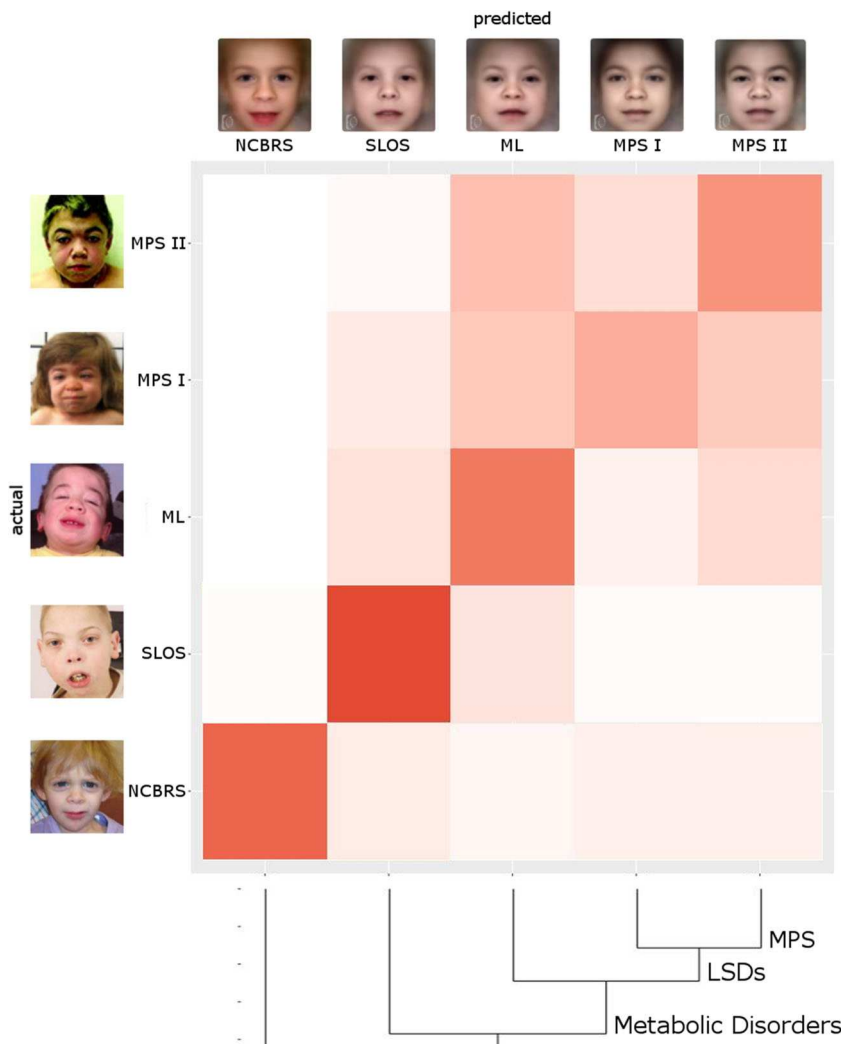 predicted
NCBRS SLOS ML MPS I MPS II
MPS II
MPS I
ML
SLOS
NCBRS
actual
MPS
LSDs
Metabolic Disorders